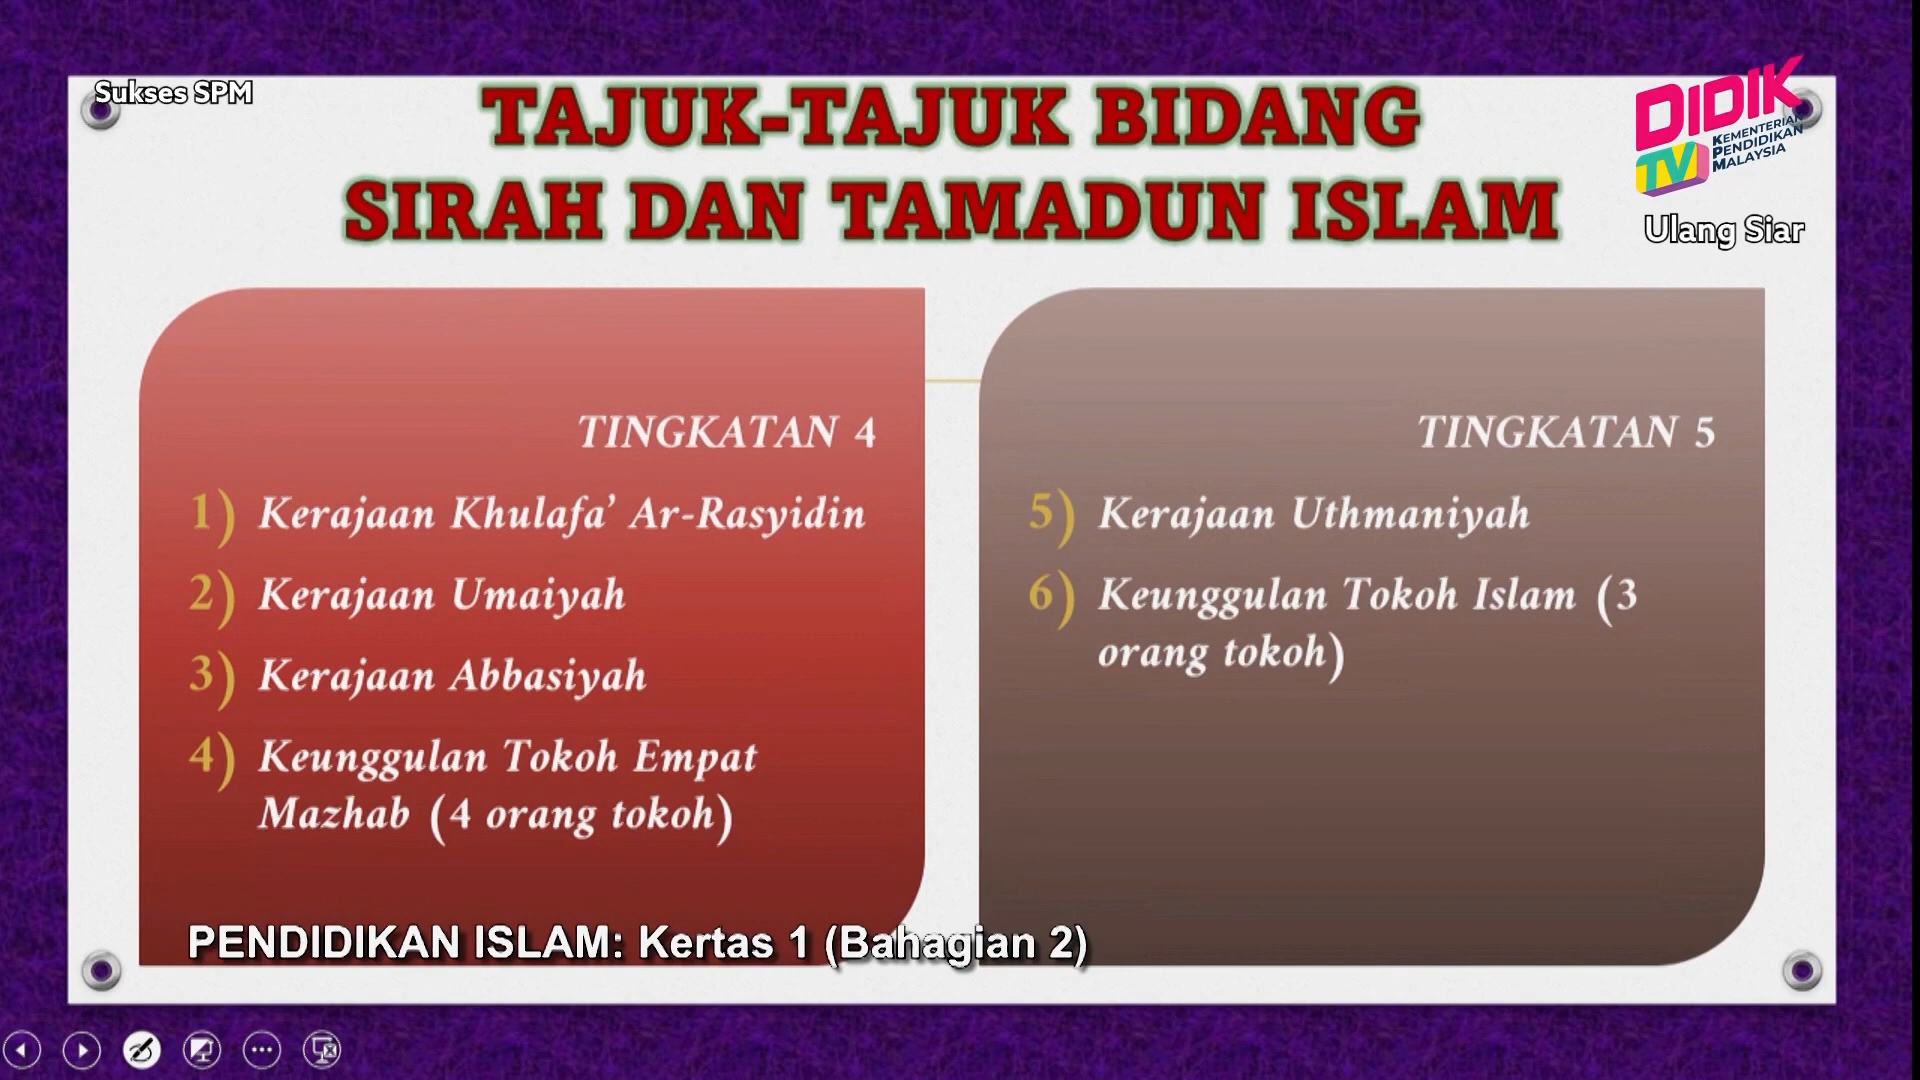 Sukses SPM
TAJUK-TAJUK BIDANG
SIRAH DAN TAMADUN ISLAM
DIDIK
TV
KEMENTERIAN
PENDIDIKAN
MALAYSIA
Ulang Siar
TINGKATAN 4
1) Kerajaan Khulafa’ Ar-Rasyidin
2) Kerajaan Umaiyah
3) Kerajaan Abbasiyah
4) Keunggulan Tokoh Empat
Mazhab (4 orang tokoh)
TINGKATAN 5
5) Kerajaan Uthmaniyah
6) Keunggulan Tokoh Islam (3
orang tokoh)
PENDIDIKAN ISLAM: Kertas 1 (Bahagian 2)